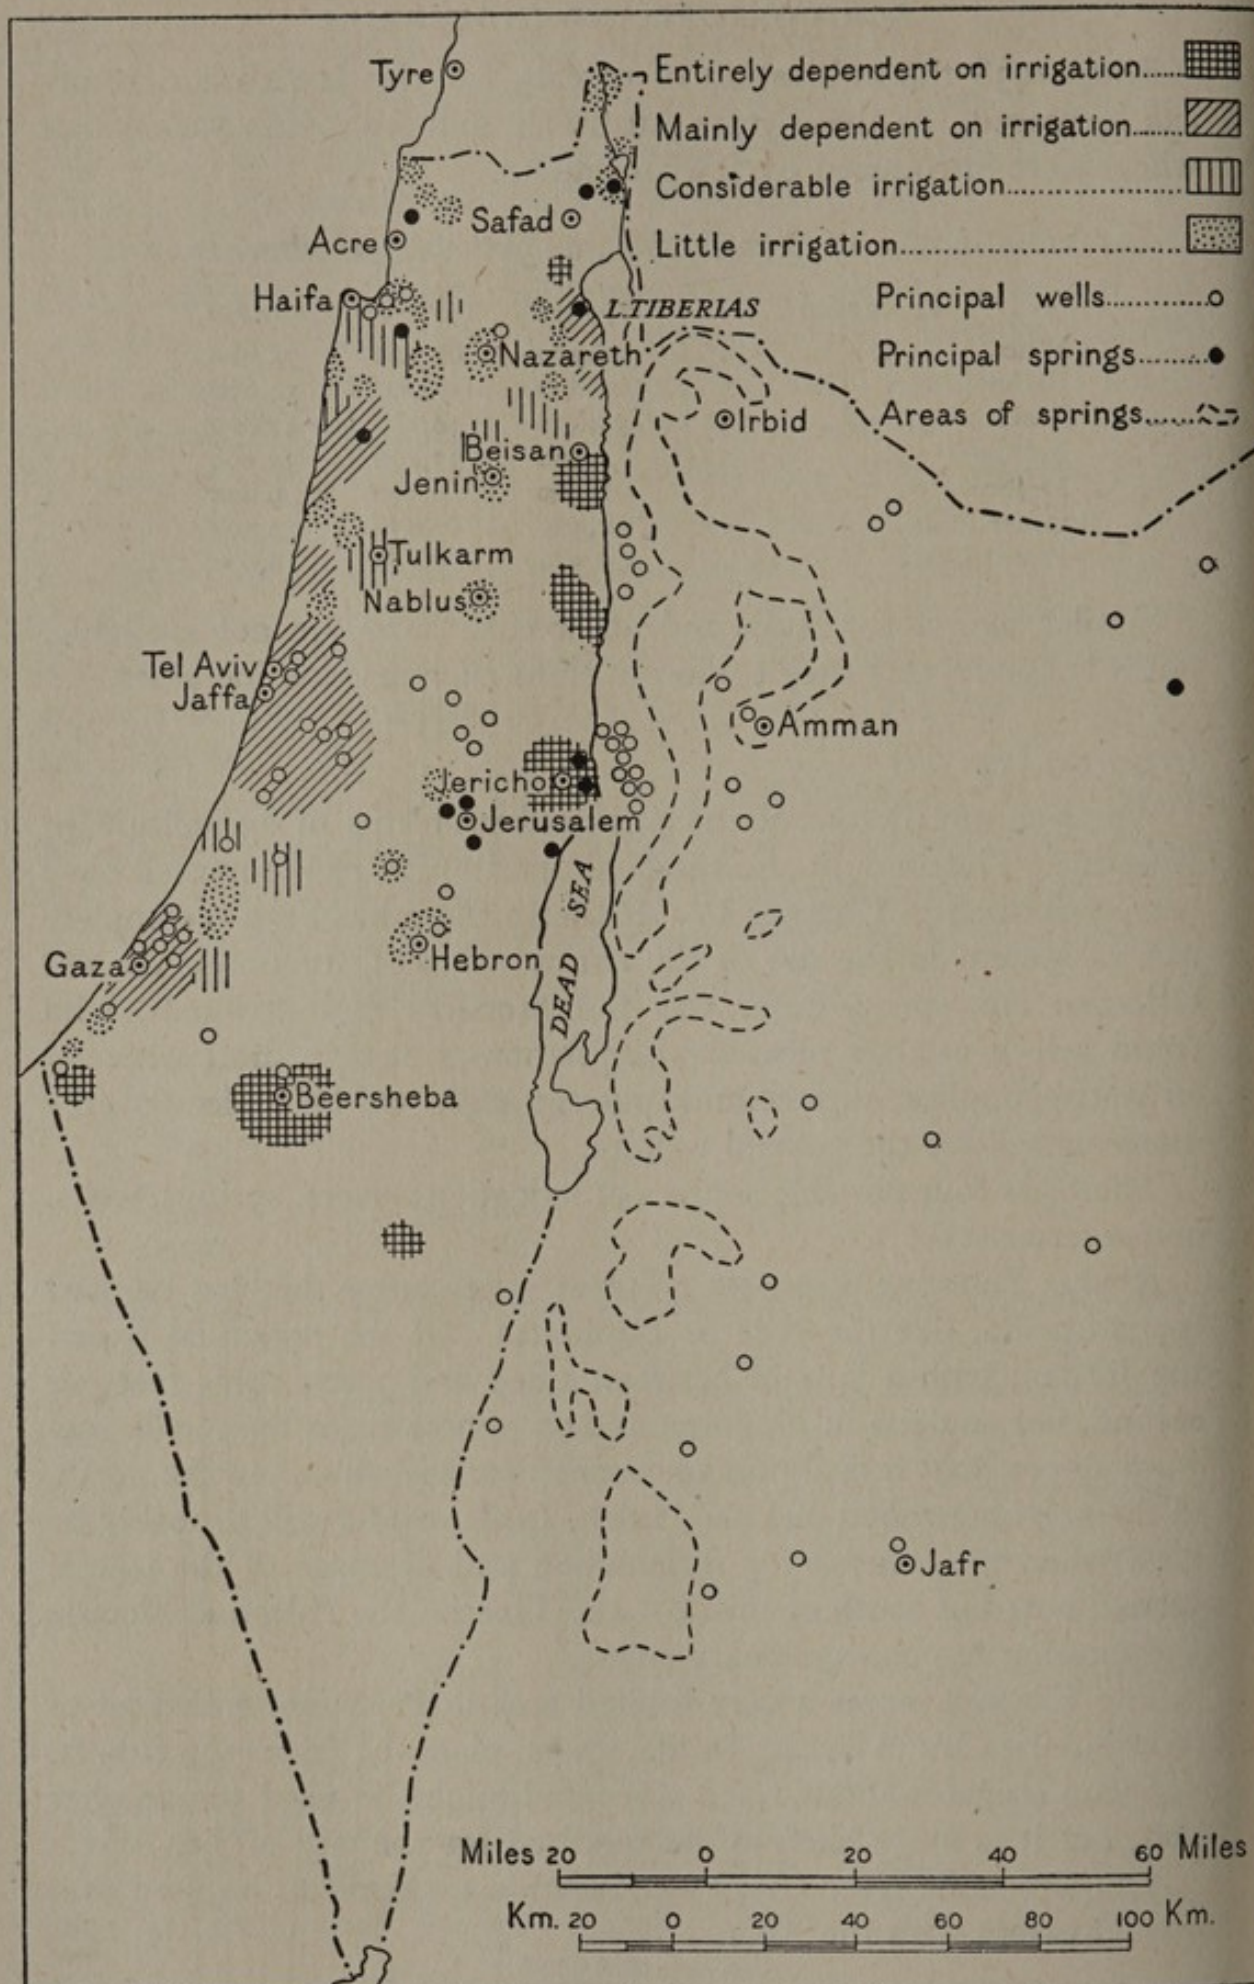 Tyre
Entirely dependent on irrigation......
Mainly dependent on irrigation........
Considerable irrigation.......................
Little irrigation.....................................
Safad
Acre
Haifa
L. TIBERIAS
Principal wells............
Principal springs.........
Areas of springs.........
Nazareth
Irbid
Beisan
Jenin
Tulkarm
Nablus
Tel Aviv
Jaffa
Amman
Jericho
Jerusalem
DEAD SEA
Hebron
Gaza
Beersheba
Jafr
Miles 20 0 20 40 60 Miles
Km. 20 0 20 40 60 80 100 Km.